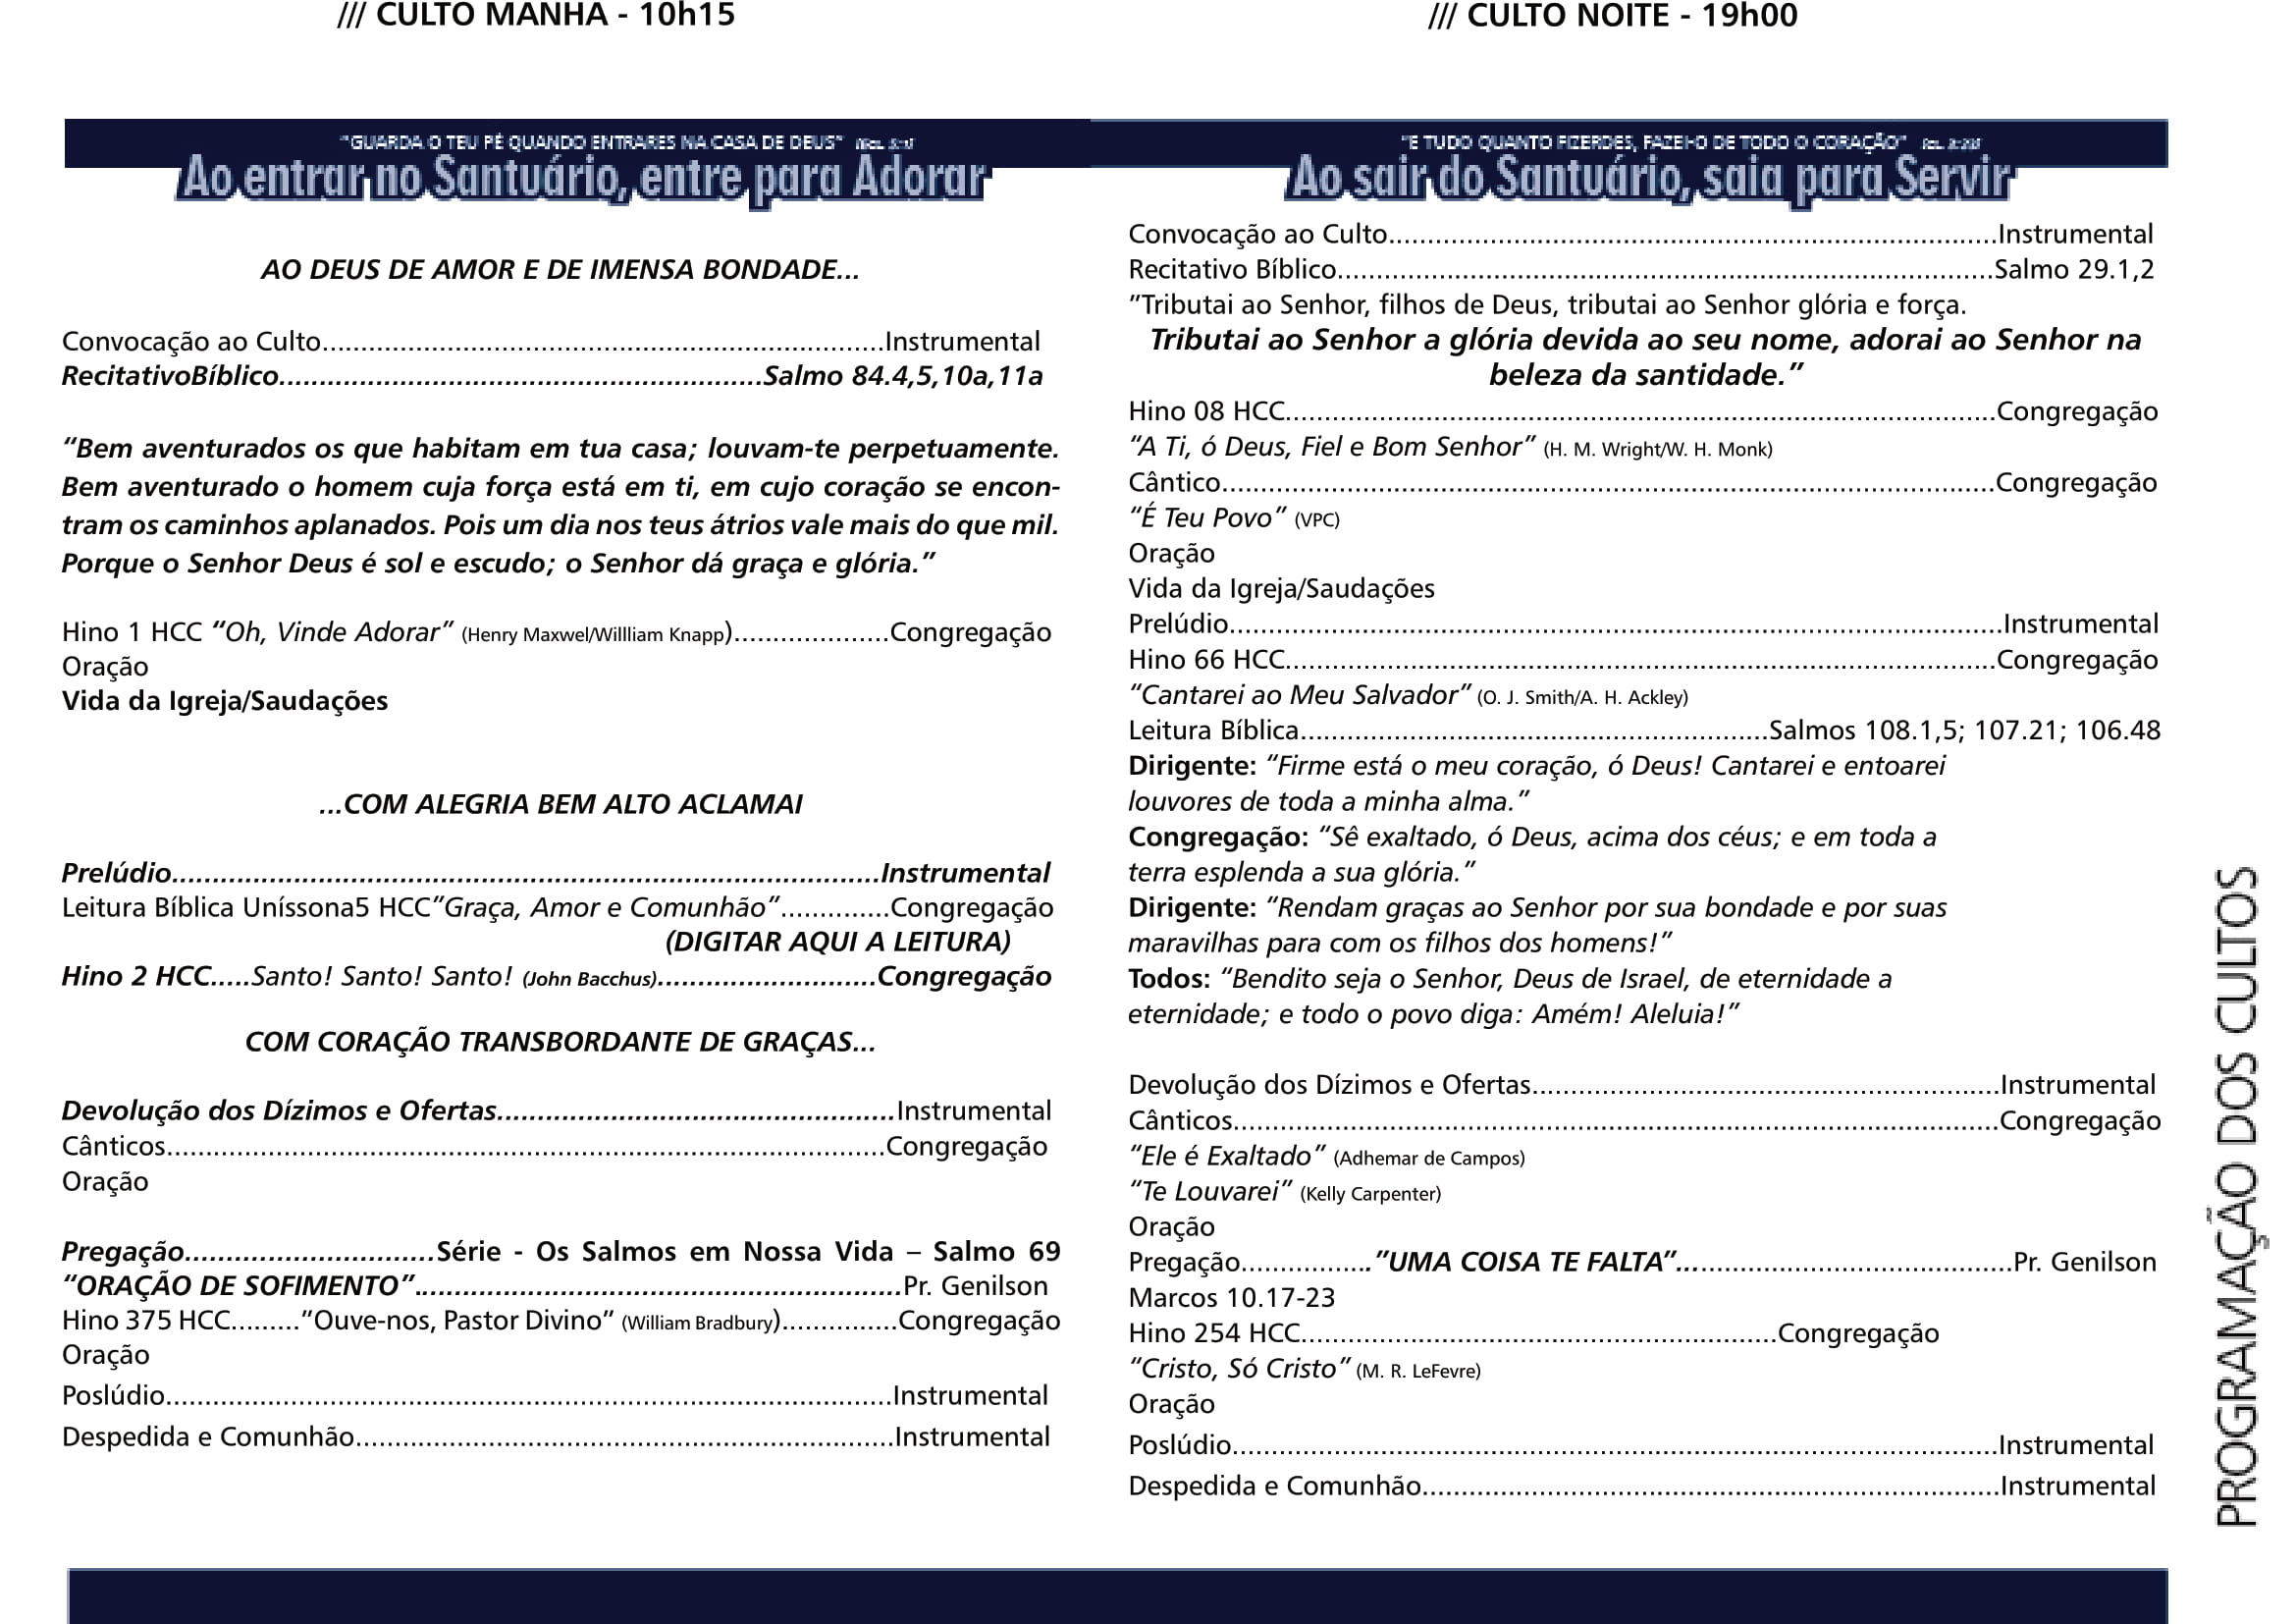 /// CULTO MANHA - 10h15
"GUARDA O TEU PÉ QUANDO ENTRARES NA CASA DE DEUS"
Ao entrar no Santuário, entre para Adorar
AO DEUS DE AMOR E DE IMENSA BONDADE...
Convocação ao Culto........................................................................Instrumental
RecitativoBíblico............................................................Salmo 84.4,5,10a,11a
“Bem aventurados os que habitam em tua casa; louvam-te perpetuamente.
Bem aventurado o homem cuja força está em ti, em cujo coração se encon-
tram os caminhos aplanados. Pois um dia nos teus átrios vale mais do que mil.
Porque o Senhor Deus é sol e escudo; o Senhor dá graça e glória.”
Hino 1 HCC “Oh, Vinde Adorar” (Henry Maxwel/Willliam Knapp)....................Congregação
Oração
Vida da Igreja/Saudações
...COM ALEGRIA BEM ALTO ACLAMAI
Prelúdio........................................................................................Instrumental
Leitura Bíblica Uníssona5 HCC”Graça, Amor e Comunhão”..............Congregação
(DIGITAR AQUI A LEITURA)
Hino 2 HCC.....Santo! Santo! Santo! (John Bacchus)...........................Congregação
COM CORAÇÃO TRANSBORDANTE DE GRAÇAS...
Devolução dos Dízimos e Ofertas.................................................Instrumental
Cânticos............................................................................................Congregação
Oração
Pregação...............................Série - Os Salmos em Nossa Vida – Salmo 69
“ORAÇÃO DE SOFIMENTO”..............................................................Pr. Genilson
Hino 375 HCC.........”Ouve-nos, Pastor Divino” (William Bradbury)...............Congregação
Oração
Poslúdio.............................................................................................Instrumental
Despedida e Comunhão.....................................................................Instrumental
/// CULTO NOITE - 19h00
"E TUDO QUANTO FIZERDES, FAZEI-O DE TODO O CORAÇÃO"
Ao sair do Santuário, saia para Servir
Convocação ao Culto..............................................................................Instrumental
Recitativo Bíblico....................................................................................Salmo 29.1,2
”Tributai ao Senhor, filhos de Deus, tributai ao Senhor glória e força.
Tributai ao Senhor a glória devida ao seu nome, adorai ao Senhor na
beleza da santidade.”
Hino 08 HCC...........................................................................................Congregação
“A Ti, ó Deus, Fiel e Bom Senhor” (H. M. Wright/W. H. Monk)
Cântico...................................................................................................Congregação
“É Teu Povo” (VPC)
Oração
Vida da Igreja/Saudações
Prelúdio...................................................................................................Instrumental
Hino 66 HCC...........................................................................................Congregação
“Cantarei ao Meu Salvador” (O. J. Smith/A. H. Ackley)
Leitura Bíblica............................................................Salmos 108.1,5; 107.21; 106.48
Dirigente: “Firme está o meu coração, ó Deus! Cantarei e entoarei
louvores de toda a minha alma.”
Congregação: “Sê exaltado, ó Deus, acima dos céus; e em toda a
terra esplenda a sua glória.”
Dirigente: “Rendam graças ao Senhor por sua bondade e por suas
maravilhas para com os filhos dos homens!”
Todos: “Bendito seja o Senhor, Deus de Israel, de eternidade a
eternidade; e todo o povo diga: Amém! Aleluia!”
Devolução dos Dízimos e Ofertas............................................................Instrumental
Cânticos..................................................................................................Congregação
“Ele é Exaltado” (Adhemar de Campos)
“Te Louvarei” (Kelly Carpenter)
Oração
Pregação.................”UMA COISA TE FALTA”...........................................Pr. Genilson
Marcos 10.17-23
Hino 254 HCC.............................................................Congregação
“Cristo, Só Cristo” (M. R. LeFevre)
Oração
Poslúdio..................................................................................................Instrumental
Despedida e Comunhão..........................................................................Instrumental
PROGRAMAÇÃO DOS CULTOS